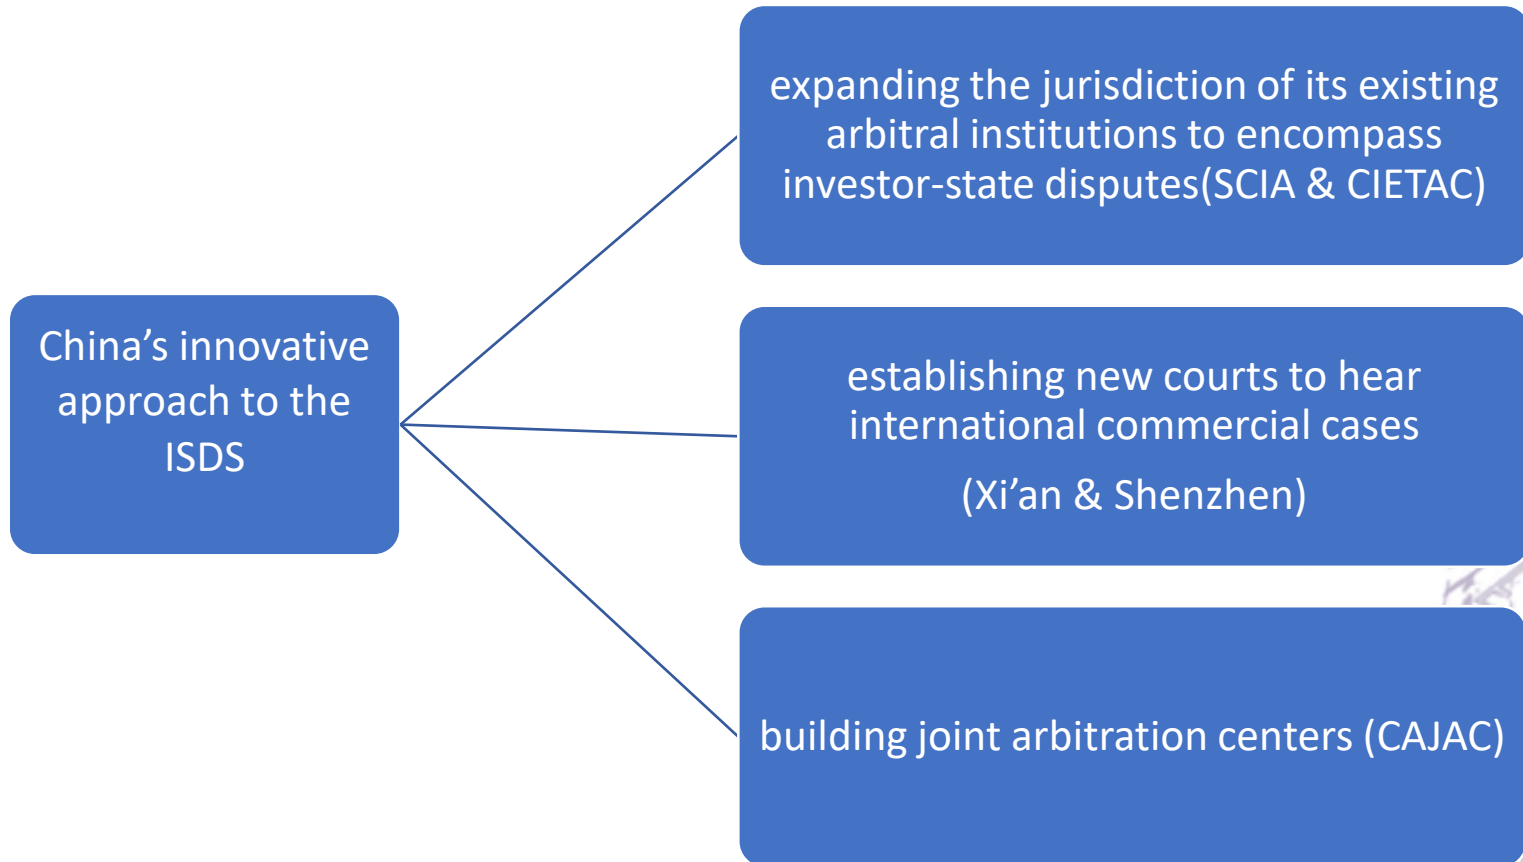 expanding the jurisdiction of its existing
arbitral institutions to encompass
investor-state disputes(SCIA & CIETAC)
China’s innovative
approach to the
ISDS
establishing new courts to hear
international commercial cases
(Xi’an & Shenzhen)
building joint arbitration centers (CAJAC)